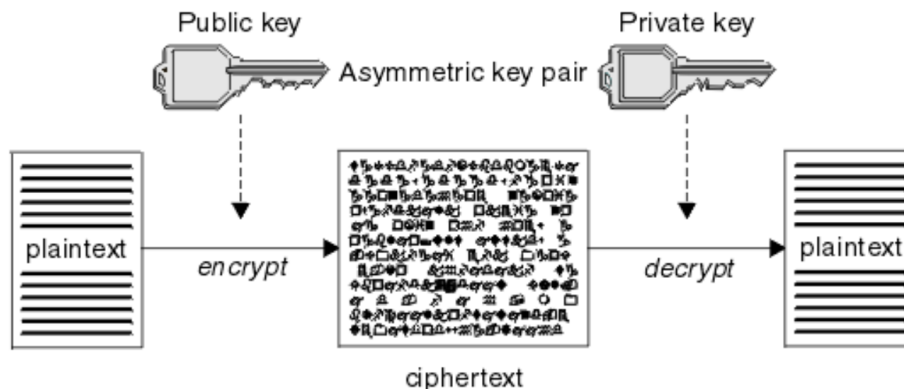 Public key
Private key
Asymmetric key pair
plaintext
encrypt
decrypt
plaintext
ciphertext